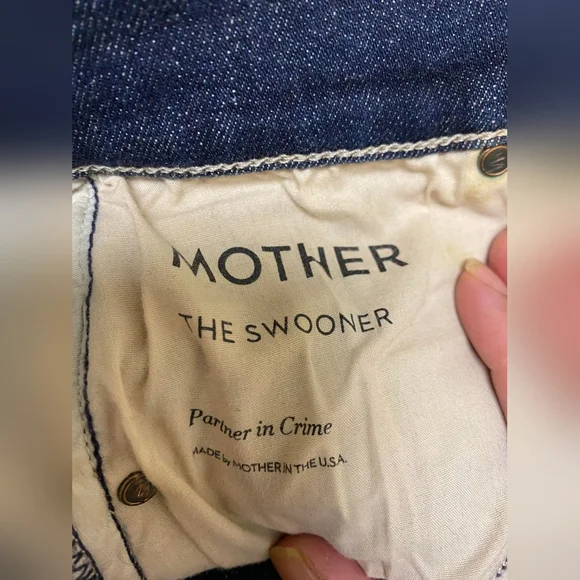 MOTHER
THE SWOONER
Partner in Crime
MADE by MOTHER IN THE U.S.A.